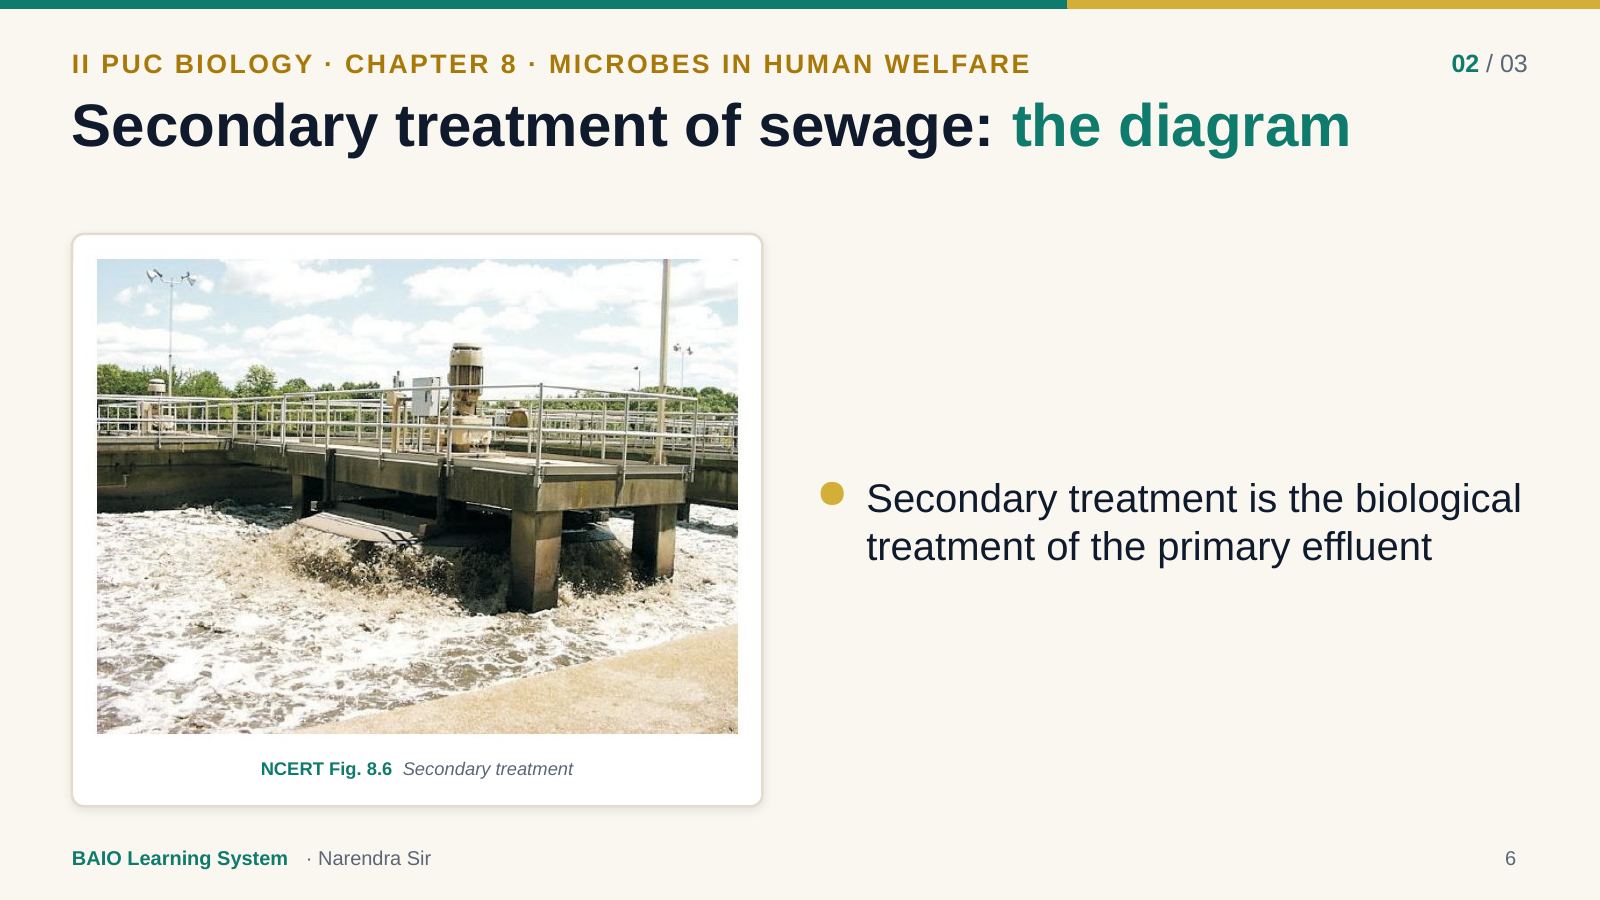 II PUC BIOLOGY · CHAPTER 8 · MICROBES IN HUMAN WELFARE
02 / 03
Secondary treatment of sewage: the diagram
Secondary treatment is the biological
treatment of the primary effluent
NCERT Fig. 8.6 Secondary treatment
BAIO Learning System · Narendra Sir
6